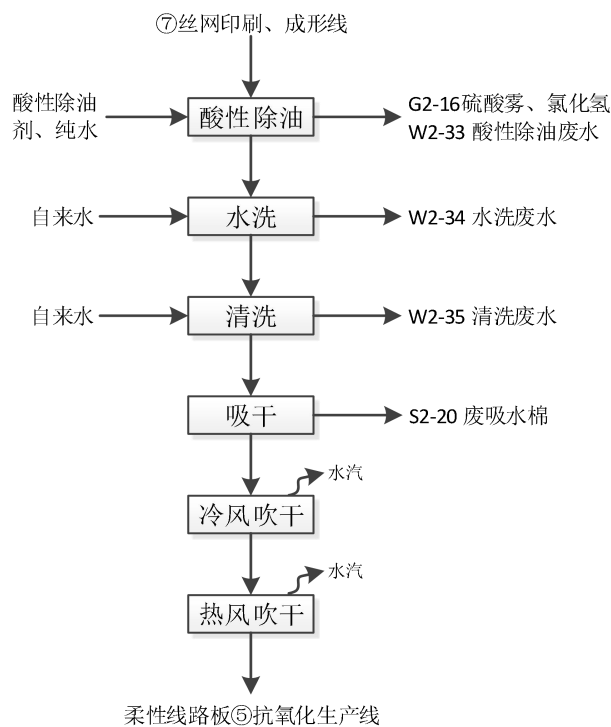 ⑦丝网印刷、成形线
酸性除油
剂、纯水
酸性除油
G2-16硫酸雾、氯化氢
W2-33 酸性除油废水
自来水
水洗
W2-34 水洗废水
自来水
清洗
W2-35 清洗废水
吸干
S2-20 废吸水棉
水汽
冷风吹干
水汽
热风吹干
柔性线路板⑤抗氧化生产线